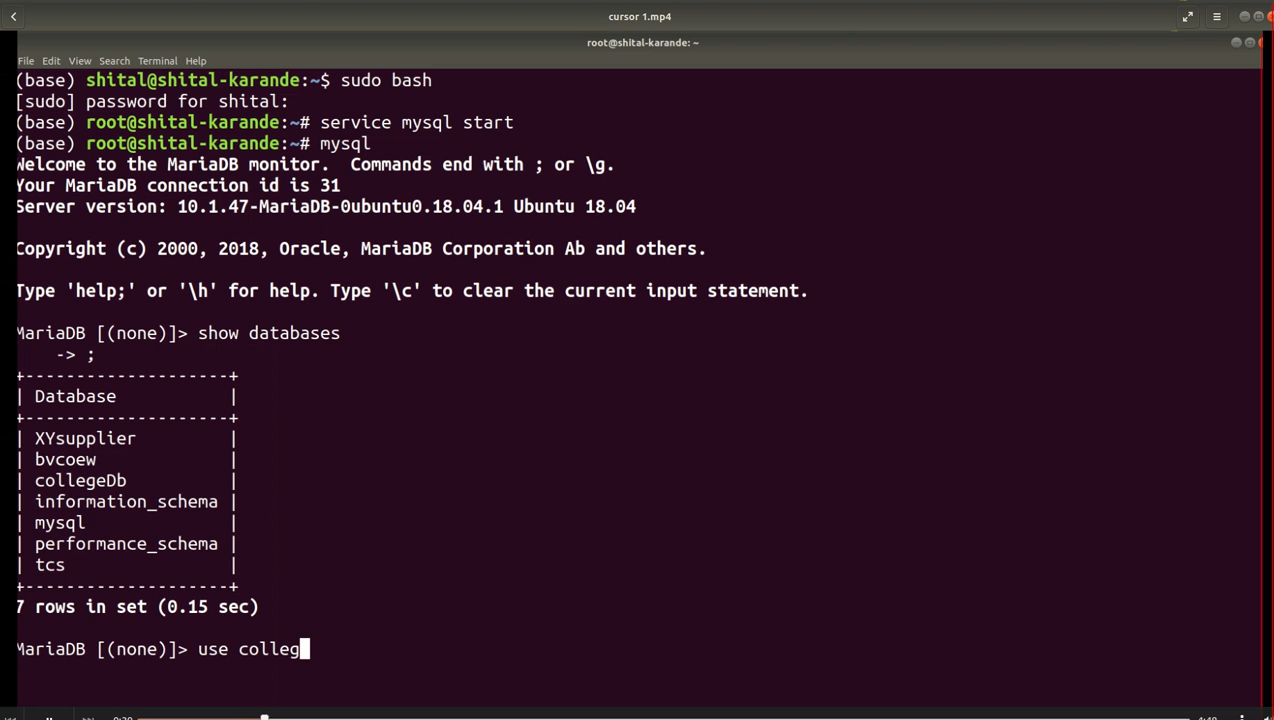 cursor 1.mp4
root@shital-karande: ~
File Edit View Search Terminal Help
(base) shital@shital-karande:~$ sudo bash
[sudo] password for shital:
(base) root@shital-karande:~# service mysql start
(base) root@shital-karande:~# mysql
Welcome to the MariaDB monitor.  Commands end with ; or \g.
Your MariaDB connection id is 31
Server version: 10.1.47-MariaDB-0ubuntu0.18.04.1 Ubuntu 18.04
Copyright (c) 2000, 2018, Oracle, MariaDB Corporation Ab and others.
Type 'help;' or '\h' for help. Type '\c' to clear the current input statement.
MariaDB [(none)]> show databases
    -> ;
+--------------------+
| Database           |
+--------------------+
| XYsupplier         |
| bvcoew             |
| collegeDb          |
| information_schema |
| mysql              |
| performance_schema |
| tcs                |
+--------------------+
7 rows in set (0.15 sec)
MariaDB [(none)]> use colleg